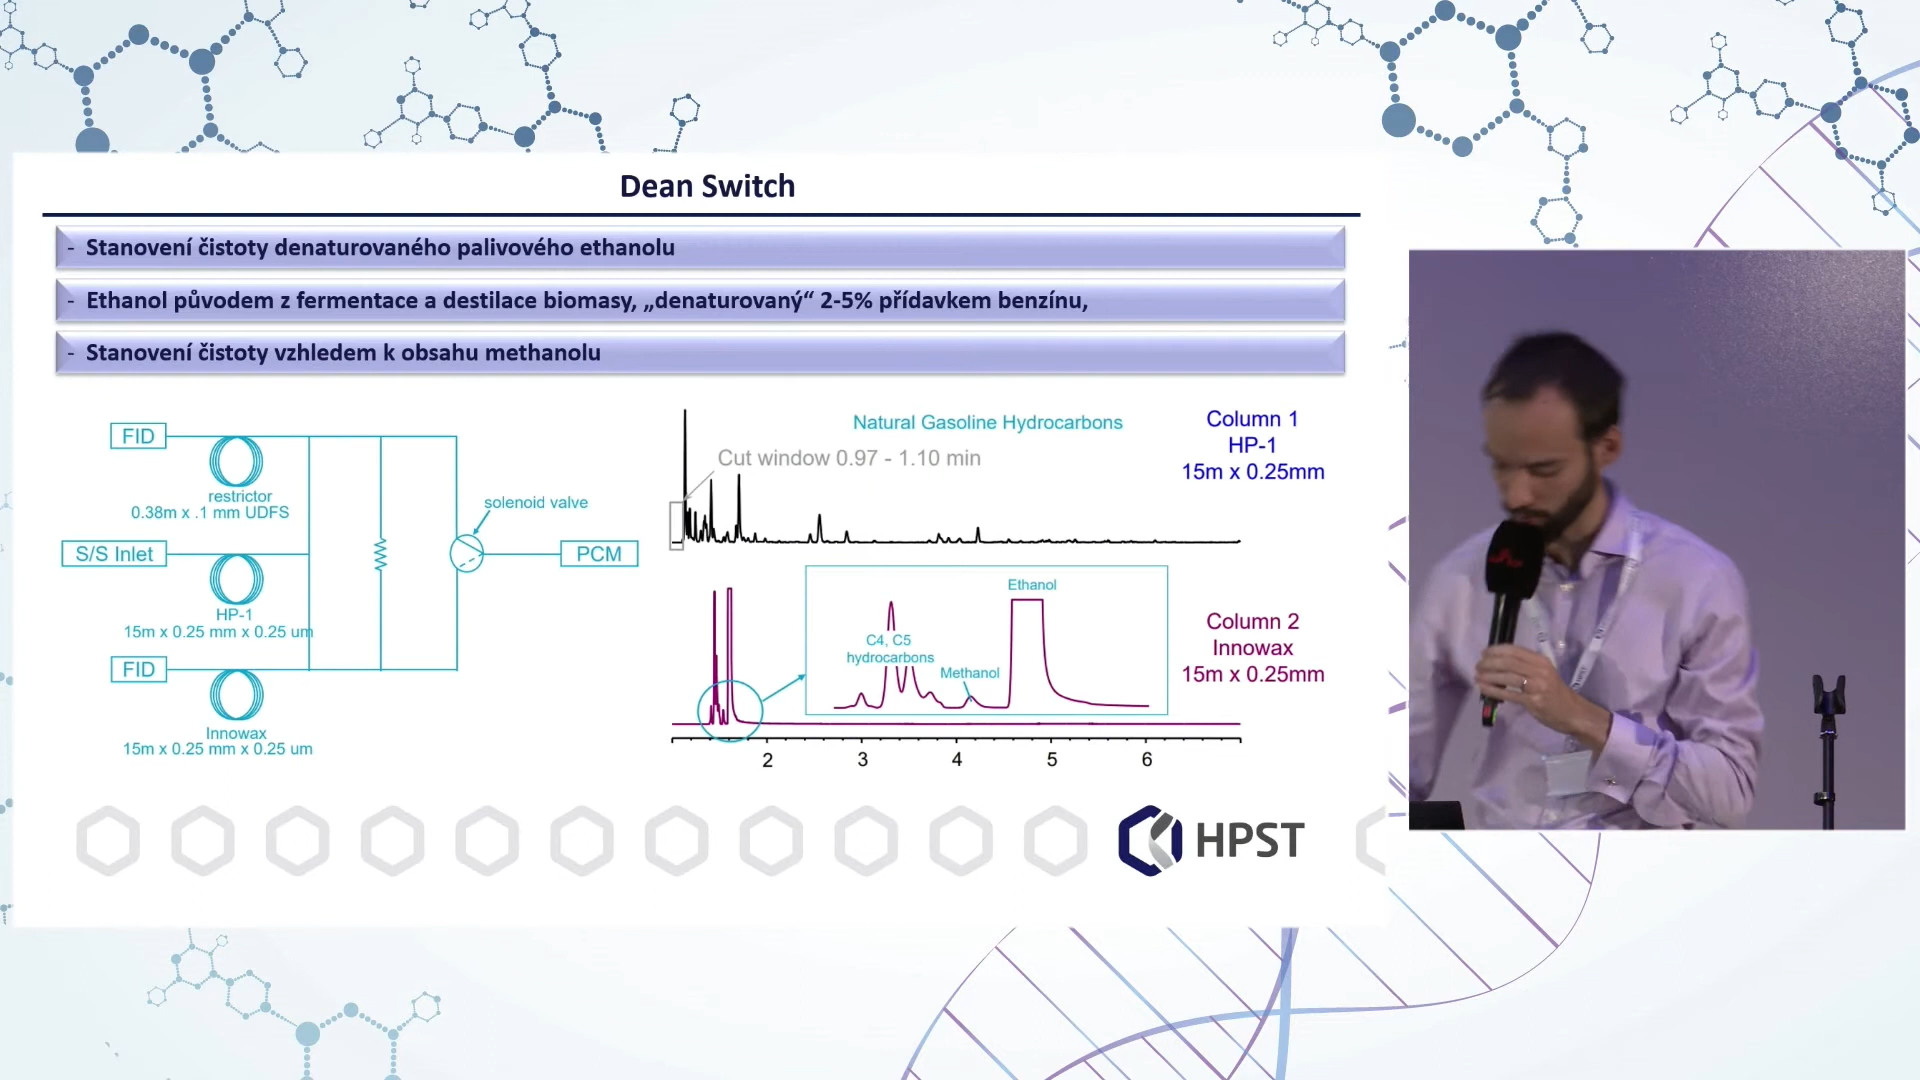 Dean Switch
- Stanovení čistoty denaturovaného palivového ethanolu
- Ethanol původem z fermentace a destilace biomasy, „denaturovaný“ 2-5% přídavkem benzínu,
- Stanovení čistoty vzhledem k obsahu methanolu
FID
restrictor
0.38m x .1 mm UDFS
solenoid valve
S/S Inlet
PCM
HP-1
15m x 0.25 mm x 0.25 um
FID
Innowax
15m x 0.25 mm x 0.25 um
Natural Gasoline Hydrocarbons
Cut window 0.97 - 1.10 min
Column 1
HP-1
15m x 0.25mm
Ethanol
C4, C5
hydrocarbons
Methanol
Column 2
Innowax
15m x 0.25mm
2 3 4 5 6
HPST